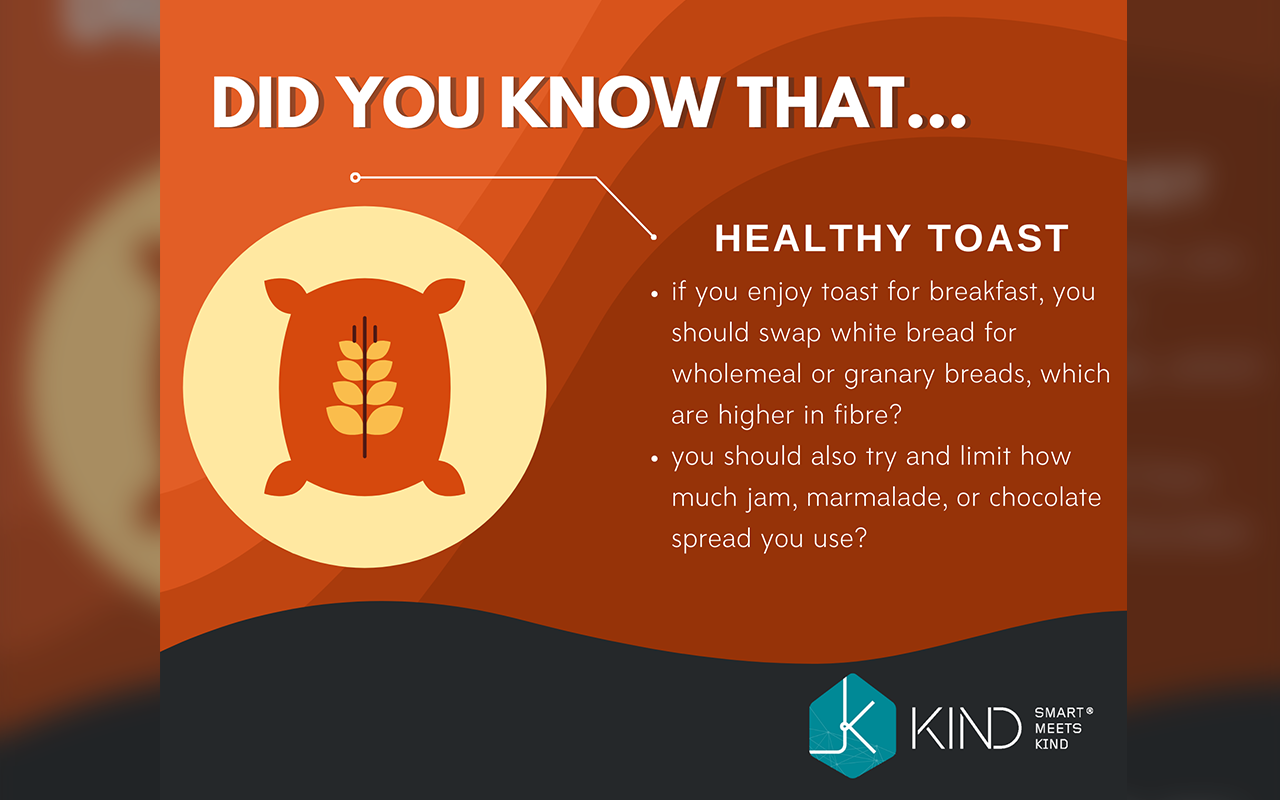 DID YOU KNOW THAT...
HEALTHY TOAST
• if you enjoy toast for breakfast, you
should swap white bread for
wholemeal or granary breads, which
are higher in fibre?
• you should also try and limit how
much jam, marmalade, or chocolate
spread you use?
KIND
SMART®
MEETS
KIND